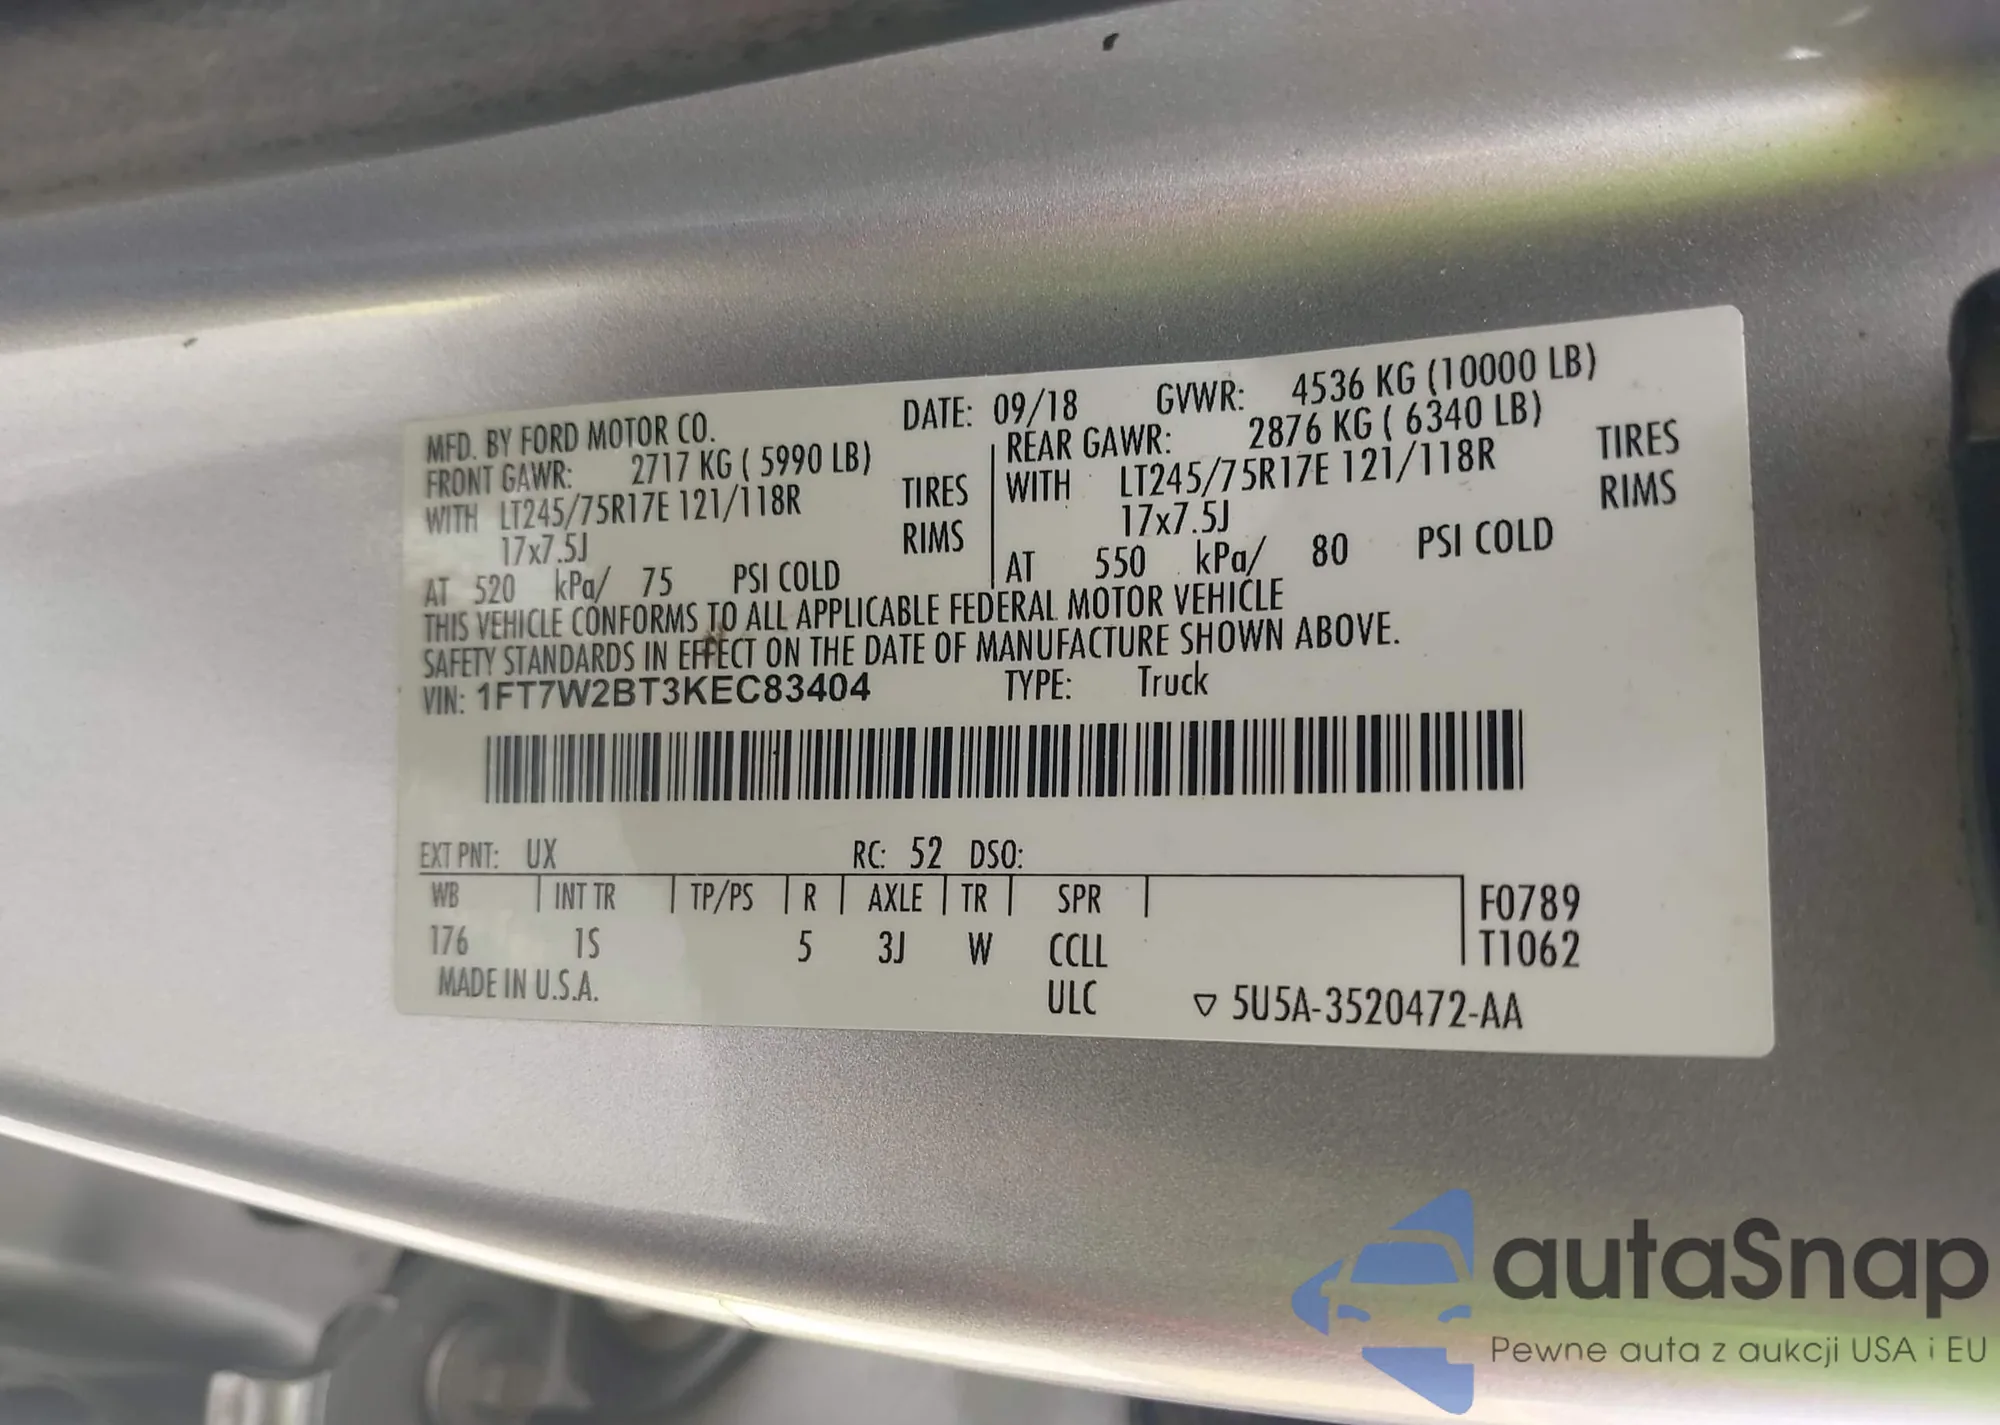 MFD. BY FORD MOTOR CO. DATE: 09/18 GVWR: 4536 KG (10000 LB)
FRONT GAWR: 2717 KG ( 5990 LB) REAR GAWR: 2876 KG ( 6340 LB)
WITH LT245/75R17E 121/118R TIRES WITH LT245/75R17E 121/118R TIRES
17x7.5J RIMS 17x7.5J RIMS
AT 520 kPa/ 75 PSI COLD AT 550 kPa/ 80 PSI COLD
THIS VEHICLE CONFORMS TO ALL APPLICABLE FEDERAL MOTOR VEHICLE
SAFETY STANDARDS IN EFFECT ON THE DATE OF MANUFACTURE SHOWN ABOVE.
VIN: 1FT7W2BT3KEC83404 TYPE: Truck
EXT PNT: UX RC: 52 DSO:
WB INT TR TP/PS R AXLE TR SPR F0789
176 1S 5 3J W CCLL T1062
MADE IN U.S.A. ULC ▽ 5U5A-3520472-AA
autaSnap
Pewne auta z aukcji USA i EU